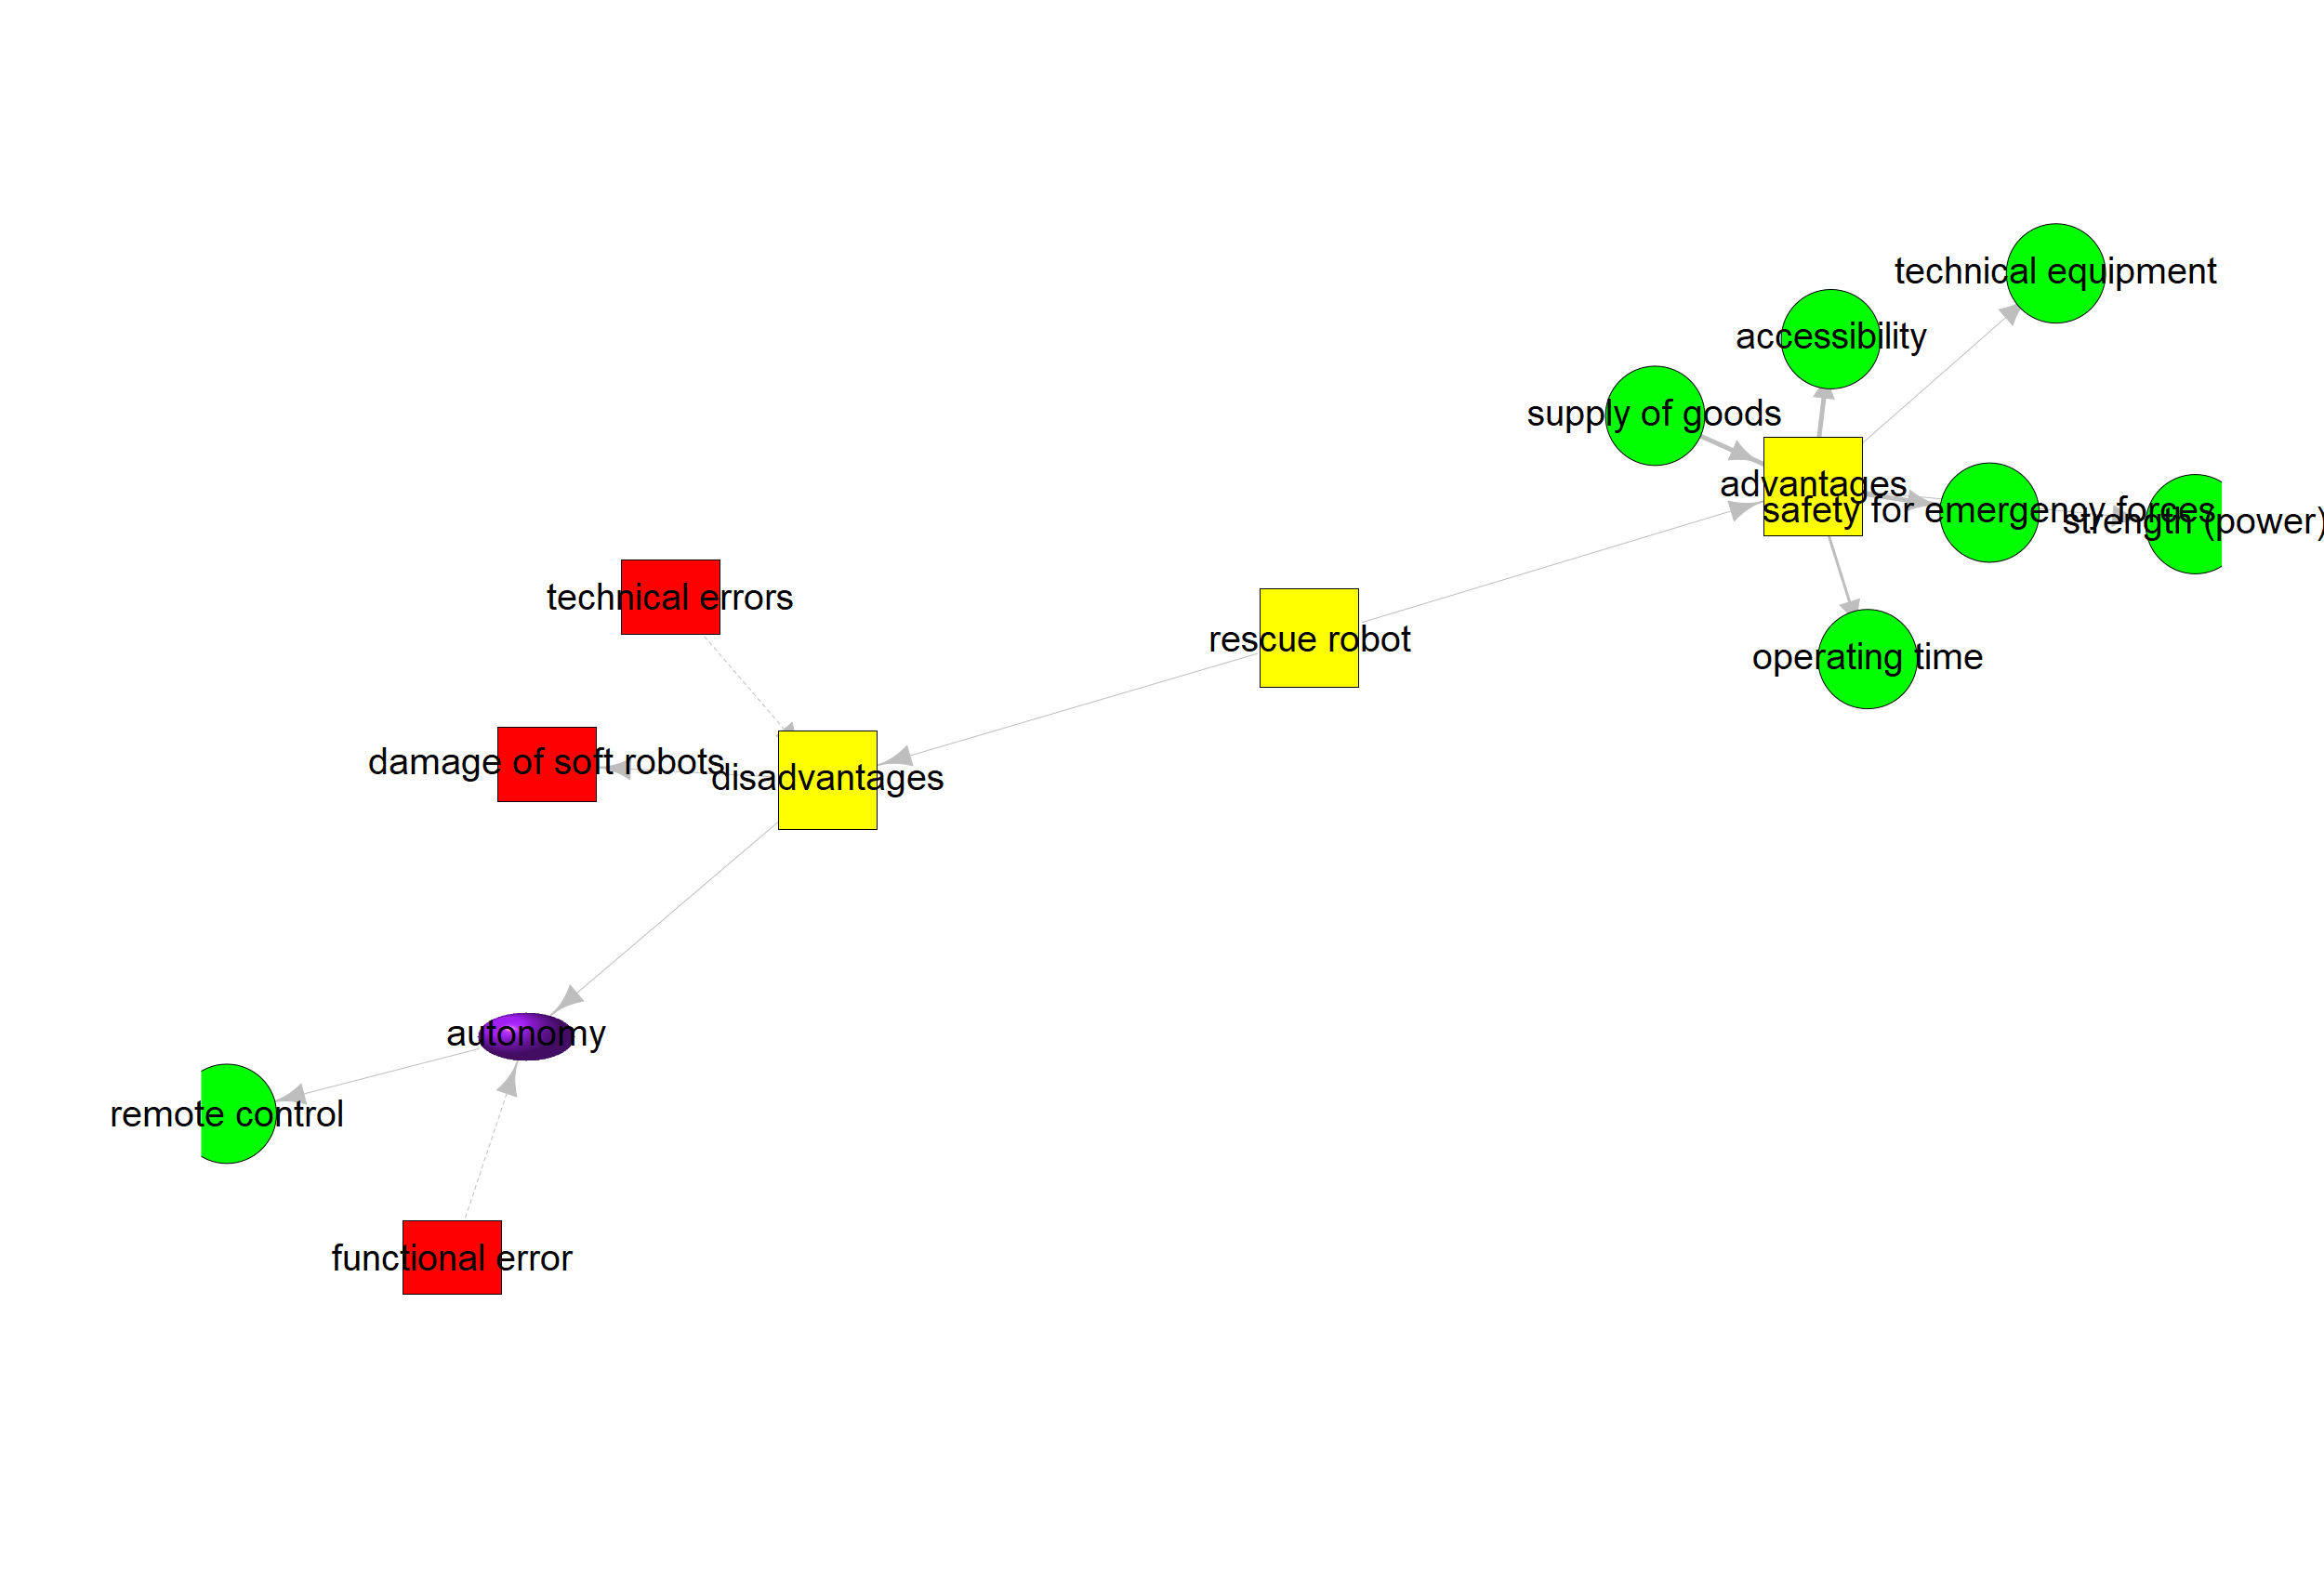 technical equipment
accessibility
supply of goods
advantages
safety for emergency forces
strength (power)
technical errors
rescue robot
operating time
damage of soft robots
disadvantages
autonomy
remote control
functional error